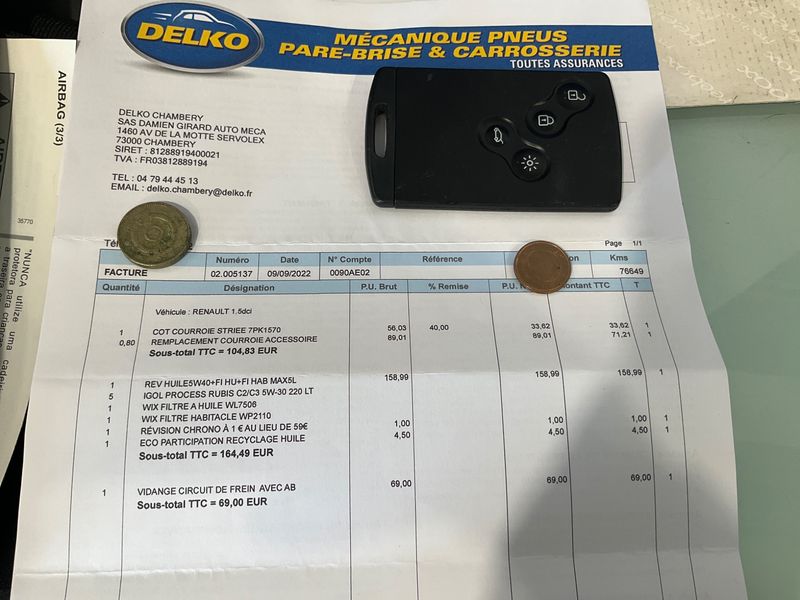 DELKO
MÉCANIQUE PNEUS
PARE-BRISE & CARROSSERIE
TOUTES ASSURANCES
AIRBAG (3/3)
35770
"NUNCA utilize uma
DELKO CHAMBERY
SAS DAMIEN GIRARD AUTO MECA
1460 AV DE LA MOTTE SERVOLEX
73000 CHAMBERY
SIRET : 81288919400021
TVA : FR03812889194
TEL : 04 79 44 45 13
EMAIL : delko.chambery@delko.fr
Page 1/1
Numéro Date N° Compte Référence Kms
FACTURE 02.005137 09/09/2022 0090AE02 76649
Quantité Désignation P.U. Brut % Remise P.U. TTC T
Véhicule : RENAULT 1.5dci
1 COT COURROIE STRIEE 7PK1570 56,03 40,00 33,62 33,62 1
0,80 REMPLACEMENT COURROIE ACCESSOIRE 89,01 89,01 71,21 1
Sous-total TTC = 104,83 EUR
1 REV HUILE5W40+FI HU+FI HAB MAX5L 158,99 158,99 158,99 1
5 IGOL PROCESS RUBIS C2/C3 5W-30 220 LT
1 WIX FILTRE A HUILE WL7506
1 WIX FILTRE HABITACLE WP2110
1 RÉVISION CHRONO À 1 € AU LIEU DE 59€ 1,00 1,00 1,00 1
1 ECO PARTICIPATION RECYCLAGE HUILE 4,50 4,50 4,50 1
Sous-total TTC = 164,49 EUR
1 VIDANGE CIRCUIT DE FREIN AVEC AB 69,00 69,00 69,00 1
Sous-total TTC = 69,00 EUR